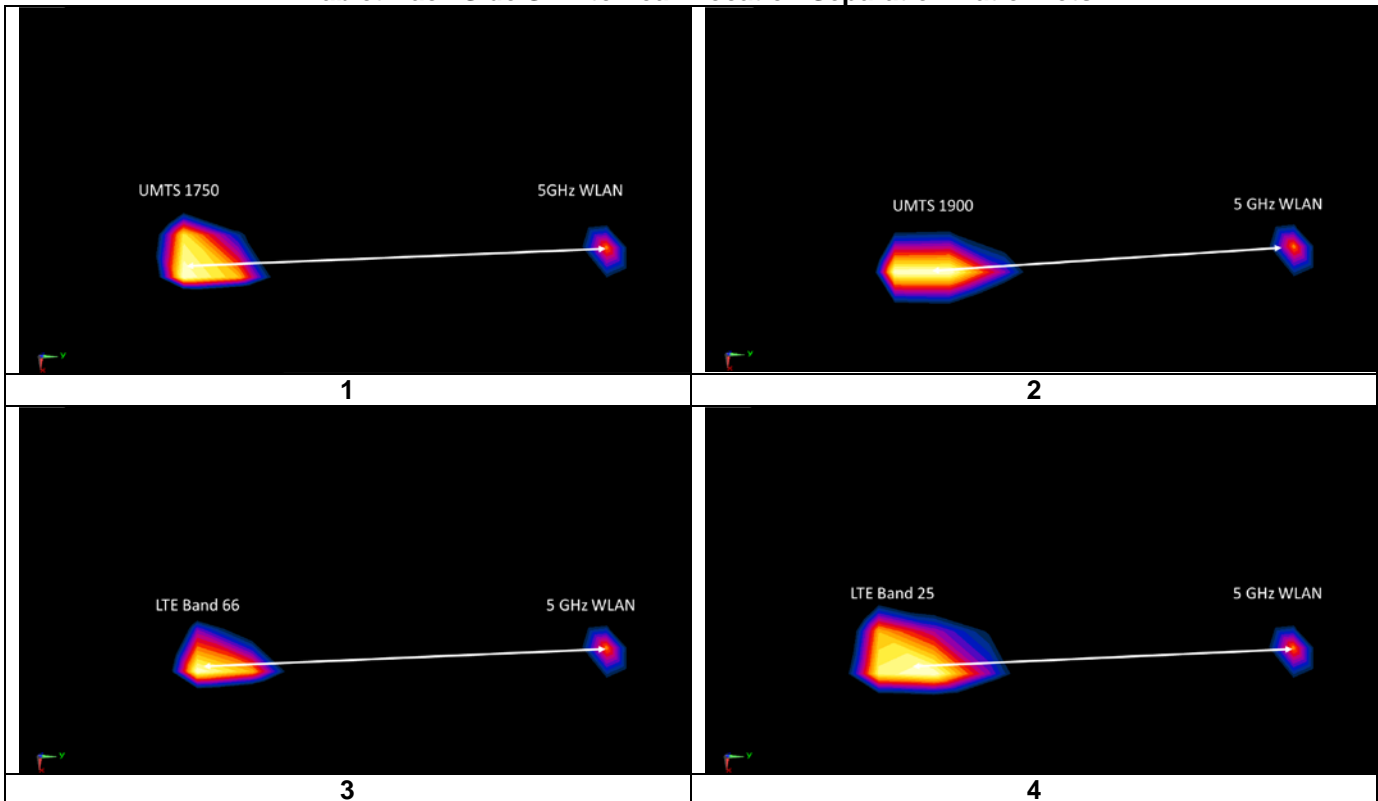 UMTS 1750
5GHz WLAN
UMTS 1900
5 GHz WLAN
Y
Y
1
2
LTE Band 66
5 GHz WLAN
LTE Band 25
5 GHz WLAN
Y
Y
3
4